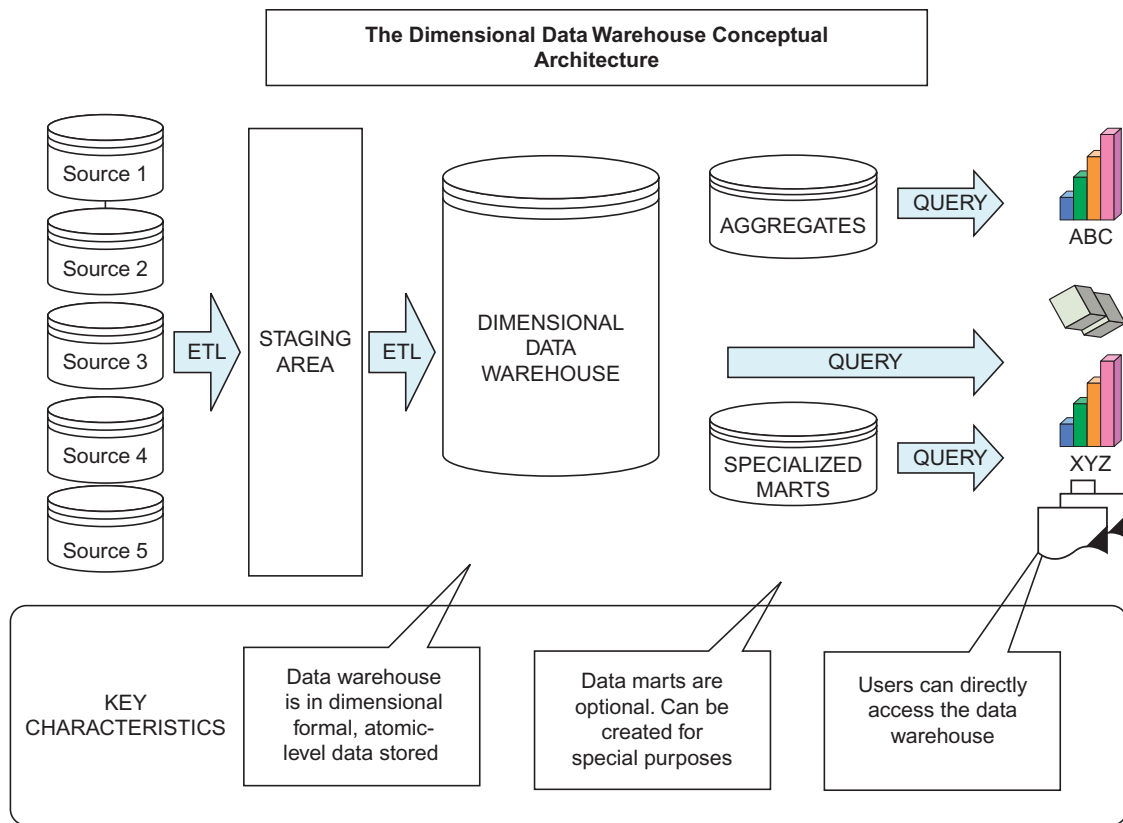 The Dimensional Data Warehouse Conceptual
Architecture
Source 1
Source 2
Source 3
Source 4
Source 5
ETL
STAGING
AREA
ETL
DIMENSIONAL
DATA
WAREHOUSE
AGGREGATES
QUERY
ABC
QUERY
SPECIALIZED
MARTS
QUERY
XYZ
KEY
CHARACTERISTICS
Data warehouse
is in dimensional
formal, atomic-
level data stored
Data marts are
optional. Can be
created for
special purposes
Users can directly
access the data
warehouse